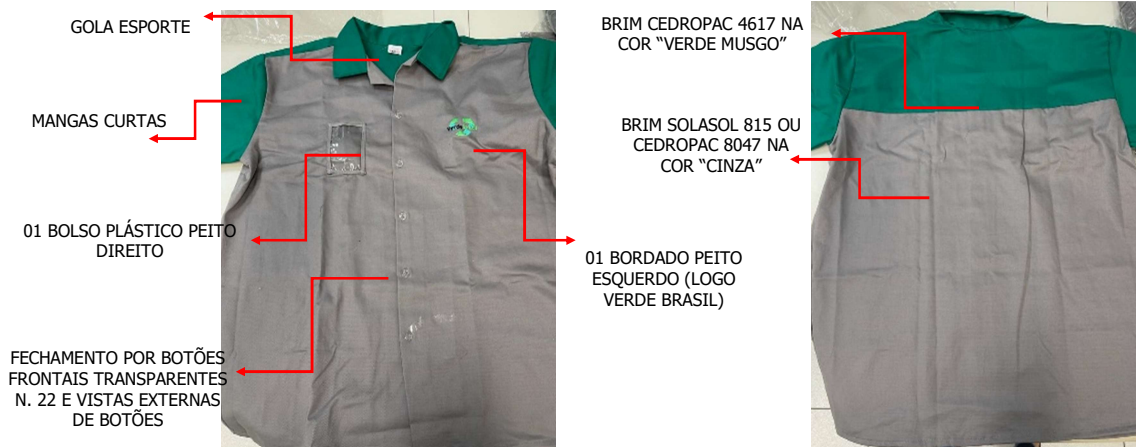 GOLA ESPORTE
MANGAS CURTAS
01 BOLSO PLÁSTICO PEITO
DIREITO
FECHAMENTO POR BOTÕES
FRONTAIS TRANSPARENTES
N. 22 E VISTAS EXTERNAS
DE BOTÕES
01 BORDADO PEITO
ESQUERDO (LOGO
VERDE BRASIL)
BRIM CEDROPAC 4617 NA
COR “VERDE MUSGO”
BRIM SOLASOL 815 OU
CEDROPAC 8047 NA
COR “CINZA”